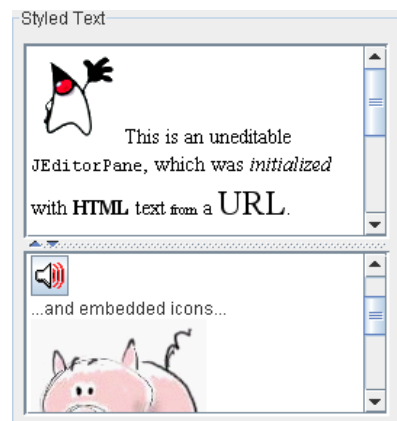 Styled Text
This is an uneditable
JEditorPane, which was initialized
with HTML text from a URL.
...and embedded icons...